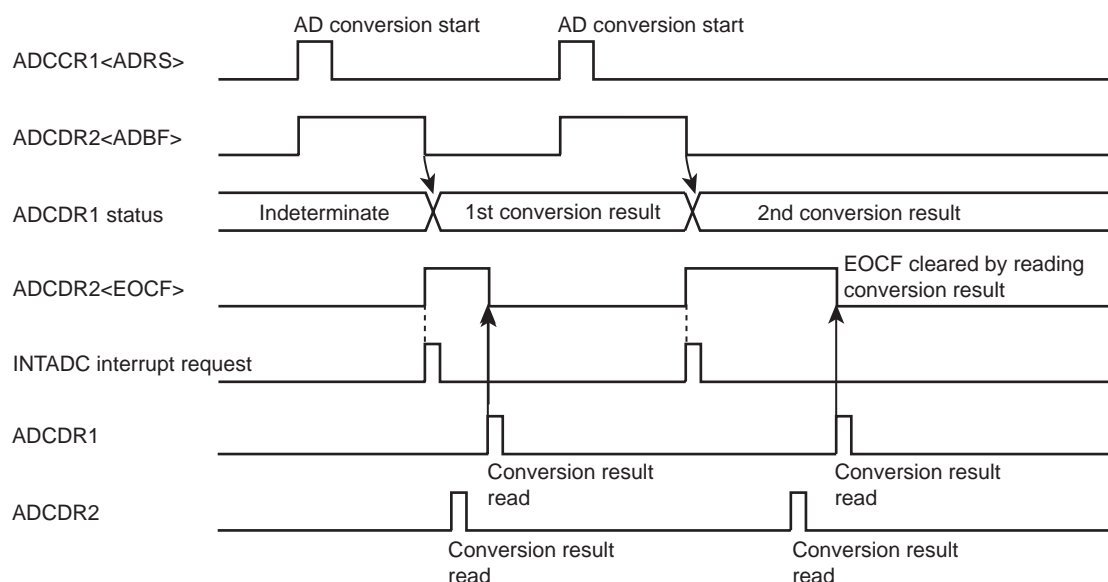 AD conversion start
AD conversion start
ADCCR1<ADRS>
ADCDR2<ADBF>
ADCDR1 status
Indeterminate
1st conversion result
2nd conversion result
EOCF cleared by reading
conversion result
ADCDR2<EOCF>
INTADC interrupt request
ADCDR1
Conversion result
read
Conversion result
read
ADCDR2
Conversion result
read
Conversion result
read